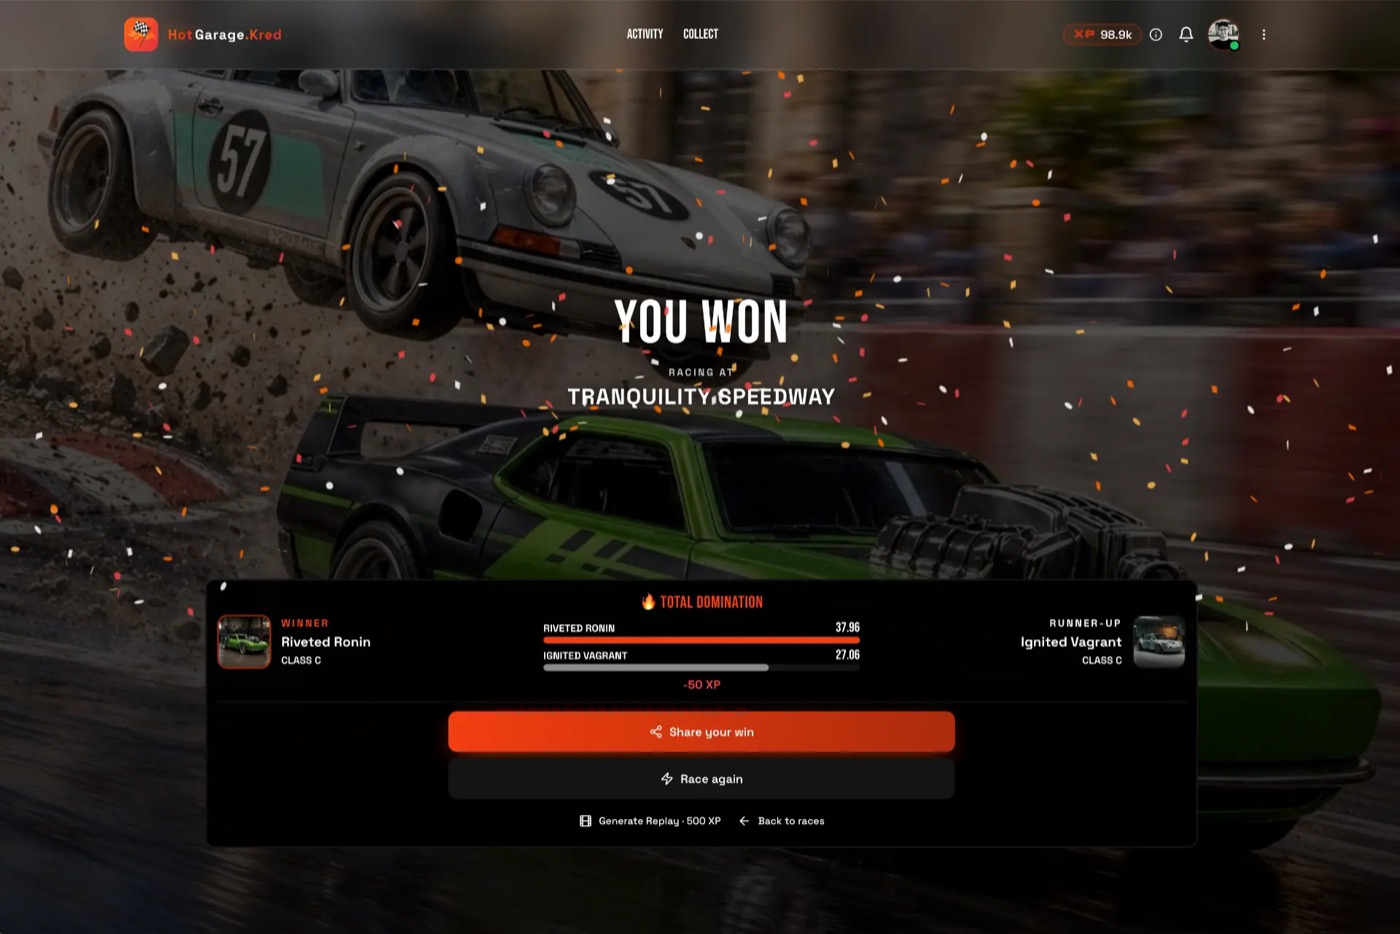 HotGarage.Kred
ACTIVITY
COLLECT
XP 98.9k
57
57
YOU WON
RACING AT
TRANQUILITY SPEEDWAY
🔥 TOTAL DOMINATION
WINNER
Riveted Ronin
CLASS C
RIVETED RONIN 37.96
IGNITED VAGRANT 27.06
-50 XP
RUNNER-UP
Ignited Vagrant
CLASS C
Share your win
Race again
Generate Replay · 500 XP
Back to races